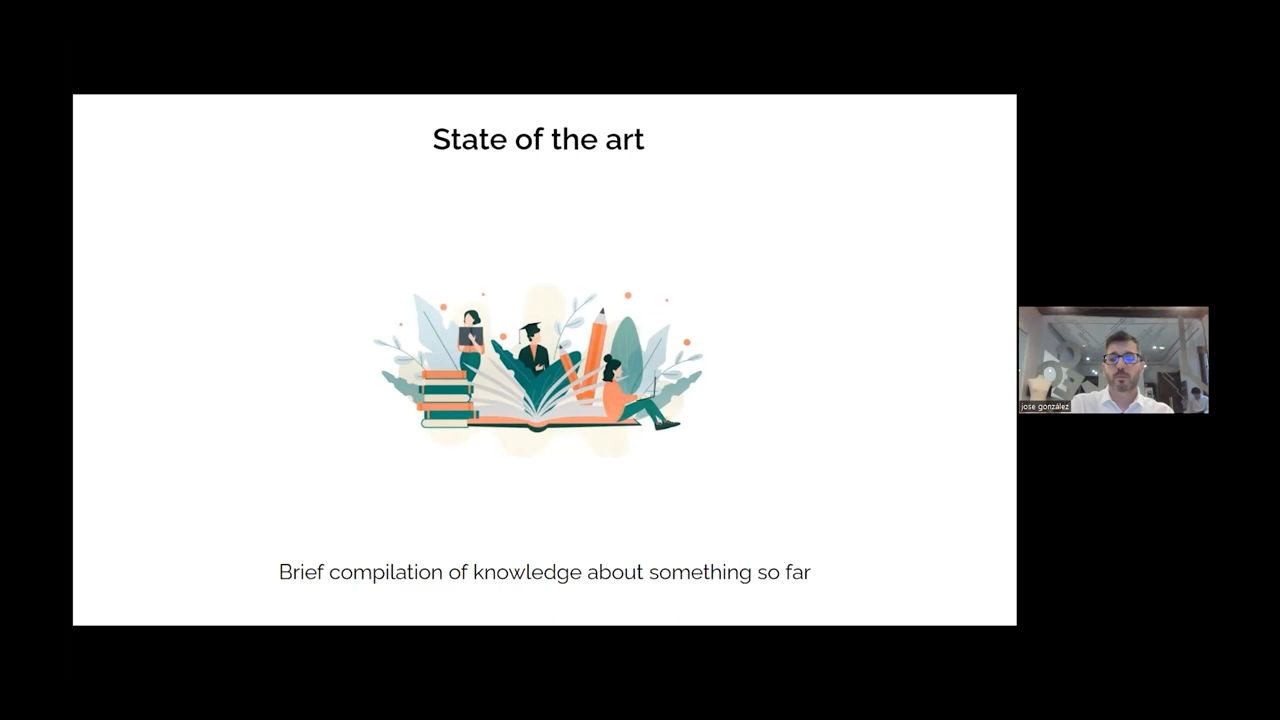 State of the art
Brief compilation of knowledge about something so far
jose gonzález